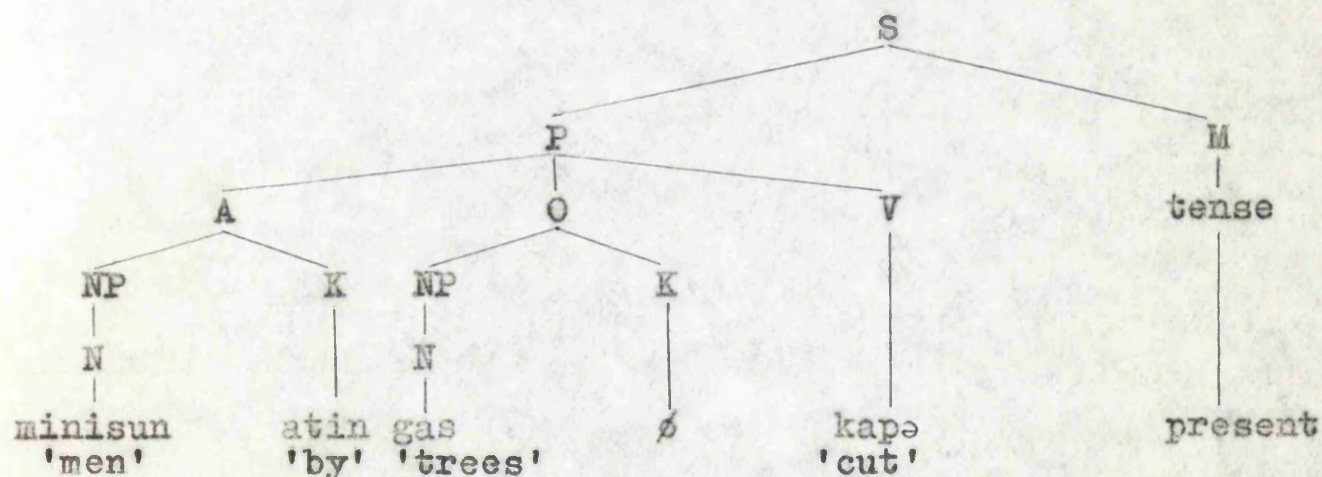 S
P M
A O V tense
NP K NP K
N N
minisun atin gas ø kapə present
'men' 'by' 'trees' 'cut'